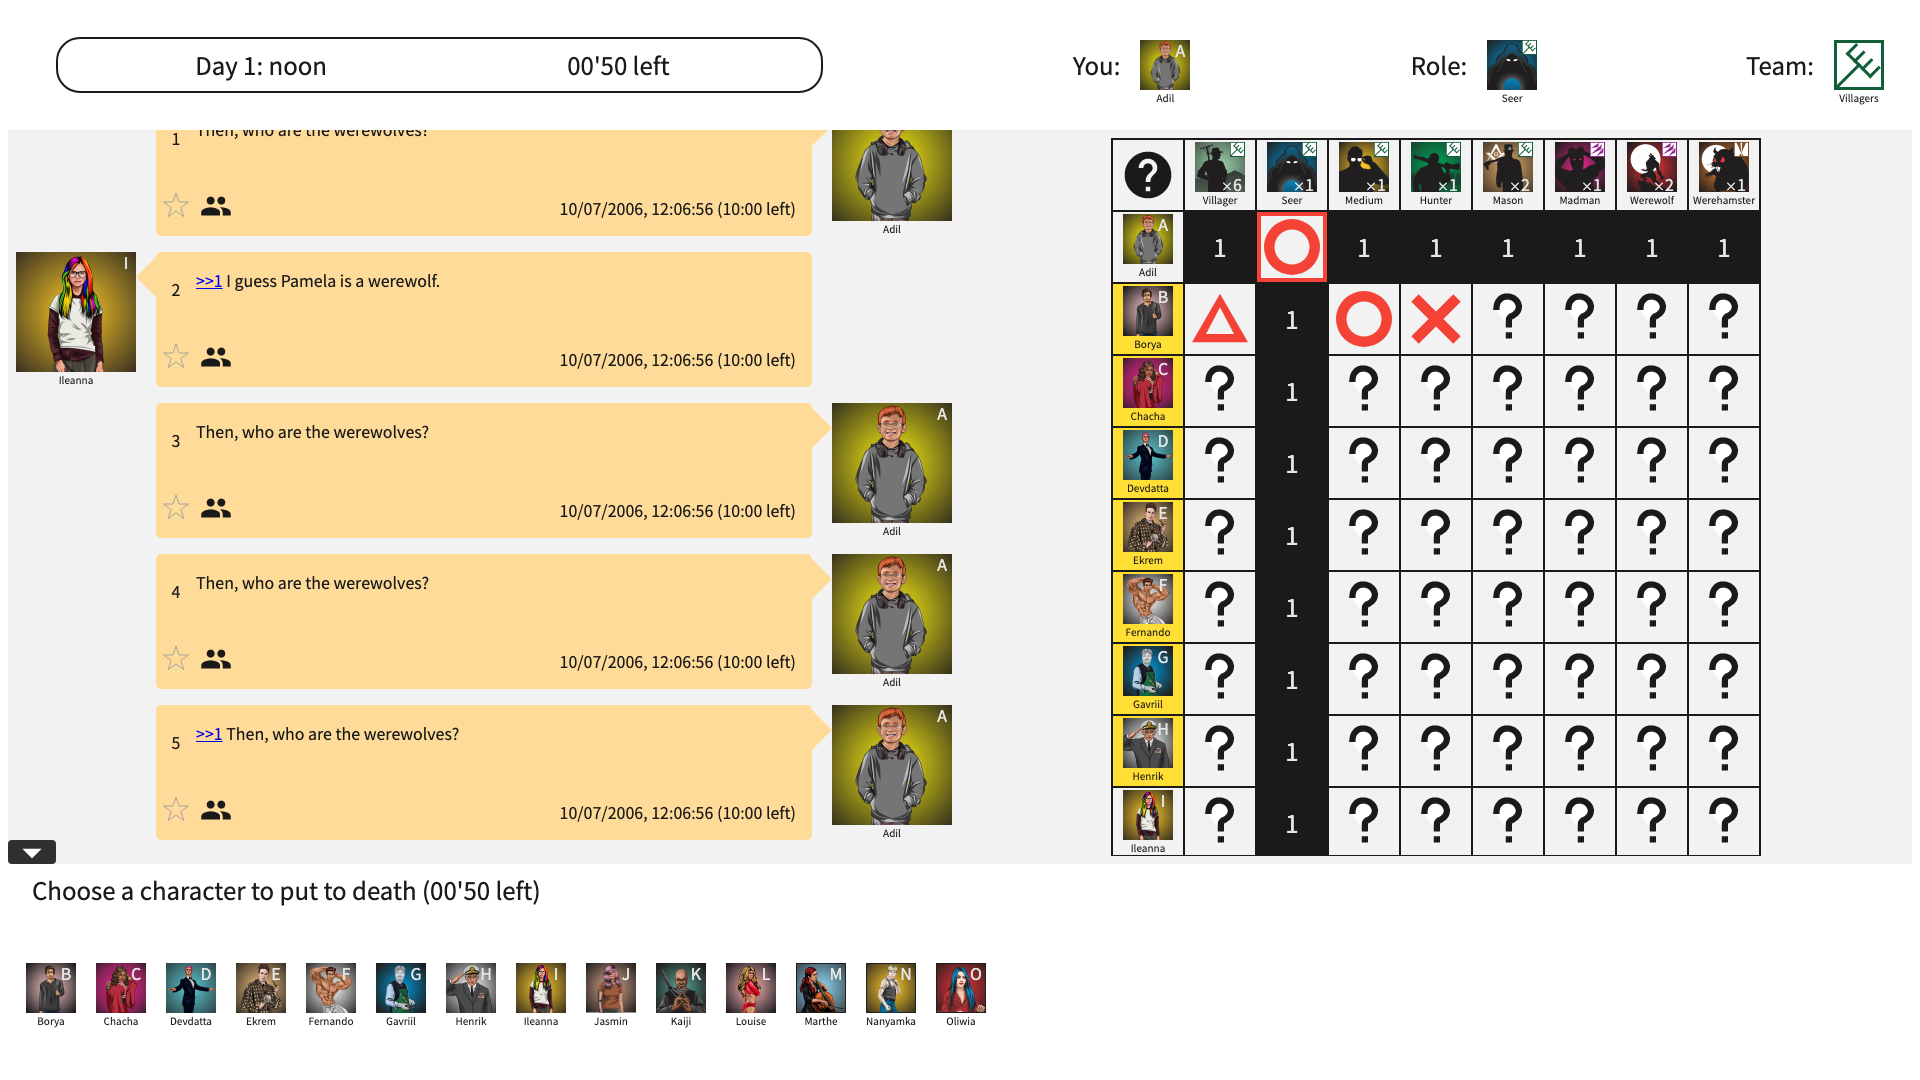 Day 1: noon 00'50 left
You: A Adil Role: Seer Team: Villagers
1 Then, who are the werewolves?
10/07/2006, 12:06:56 (10:00 left)
Adil
I
Ileanna
2 >>1 I guess Pamela is a werewolf.
10/07/2006, 12:06:56 (10:00 left)
3 Then, who are the werewolves?
10/07/2006, 12:06:56 (10:00 left)
A
Adil
4 Then, who are the werewolves?
10/07/2006, 12:06:56 (10:00 left)
A
Adil
5 >>1 Then, who are the werewolves?
10/07/2006, 12:06:56 (10:00 left)
A
Adil
? ×6 ×1 ×1 ×1 ×2 ×1 ×2 ×1
Villager Seer Medium Hunter Mason Madman Werewolf Werehamster
A Adil 1 1 1 1 1 1 1
B Borya 1 ? ? ? ?
C Chacha ? 1 ? ? ? ? ? ?
D Devdatta ? 1 ? ? ? ? ? ?
E Ekrem ? 1 ? ? ? ? ? ?
F Fernando ? 1 ? ? ? ? ? ?
G Gavriil ? 1 ? ? ? ? ? ?
H Henrik ? 1 ? ? ? ? ? ?
I Ileanna ? 1 ? ? ? ? ? ?
Choose a character to put to death (00'50 left)
B C D E F G H I J K L M N O
Borya Chacha Devdatta Ekrem Fernando Gavriil Henrik Ileanna Jasmin Kaiji Louise Marthe Nanyamka Oliwia